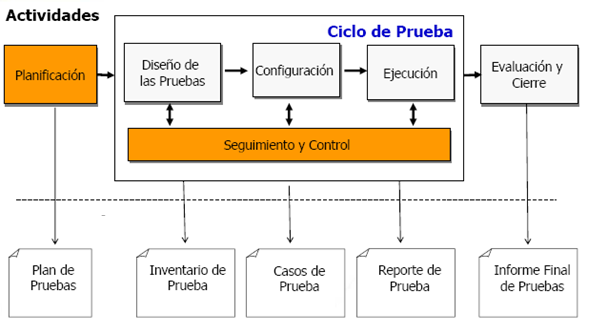 Actividades
Ciclo de Prueba
Planificación
Diseño de
las Pruebas
Configuración
Ejecución
Evaluación y
Cierre
Seguimiento y Control
Plan de
Pruebas
Inventario de
Prueba
Casos de
Prueba
Reporte de
Prueba
Informe Final
de Pruebas